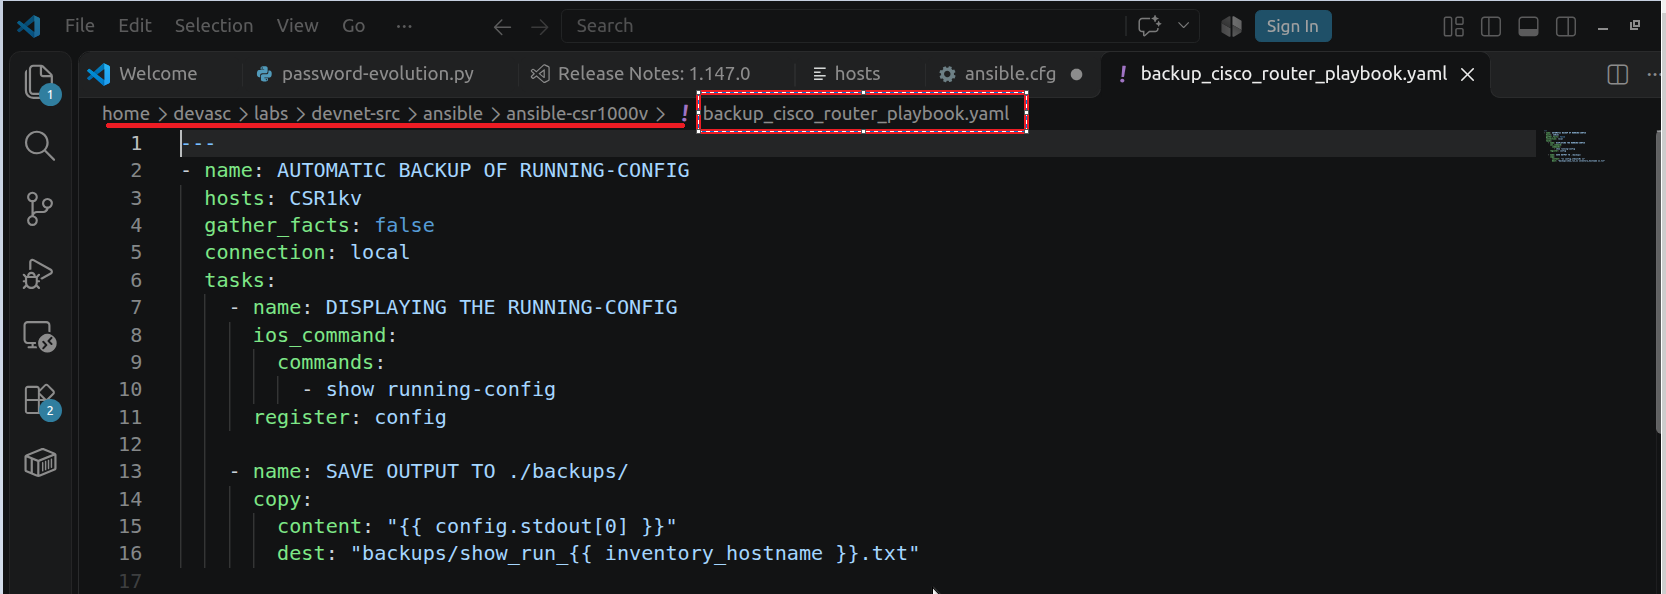 File Edit Selection View Go ··· Search Sign In
Welcome password-evolution.py Release Notes: 1.147.0 hosts ansible.cfg ! backup_cisco_router_playbook.yaml
home > devasc > labs > devnet-src > ansible > ansible-csr1000v > ! backup_cisco_router_playbook.yaml
1
2
1 ---
2 - name: AUTOMATIC BACKUP OF RUNNING-CONFIG
3 hosts: CSR1kv
4 gather_facts: false
5 connection: local
6 tasks:
7 - name: DISPLAYING THE RUNNING-CONFIG
8 ios_command:
9 commands:
10 - show running-config
11 register: config
12
13 - name: SAVE OUTPUT TO ./backups/
14 copy:
15 content: "{{ config.stdout[0] }}"
16 dest: "backups/show_run_{{ inventory_hostname }}.txt"
17